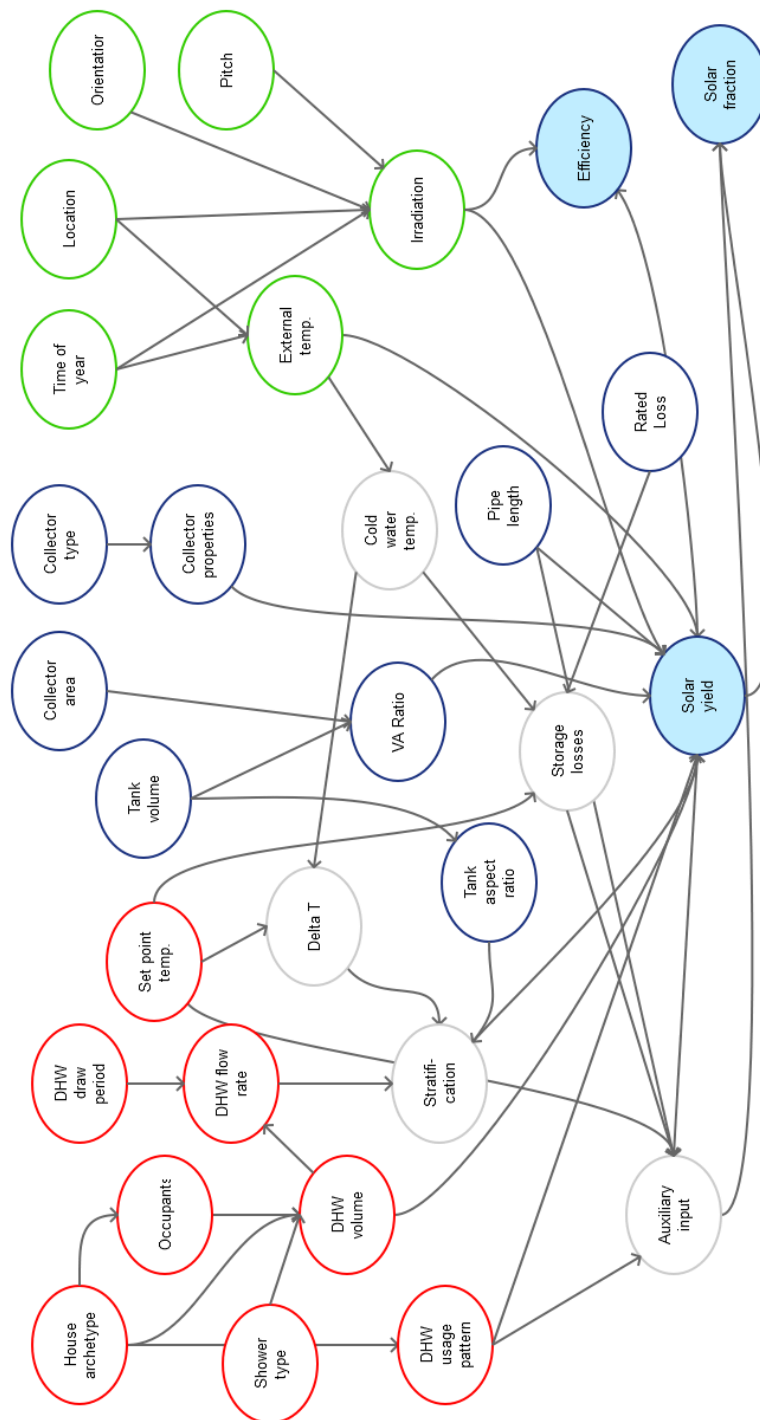 House
archetype
DHW
draw
period
Collector
area
Collector
type
Time of
year
Location
Orientation
Occupants
Set point
temp.
Tank
volume
Collector
properties
Pitch
Shower
type
DHW
volume
DHW flow
rate
Delta T
External
temp.
DHW
usage
pattern
Stratifi-
cation
VA Ratio
Cold
water
temp.
Irradiation
Tank
aspect
ratio
Pipe
length
Storage
losses
Efficiency
Auxiliary
input
Solar
yield
Rated
Loss
Solar
fraction